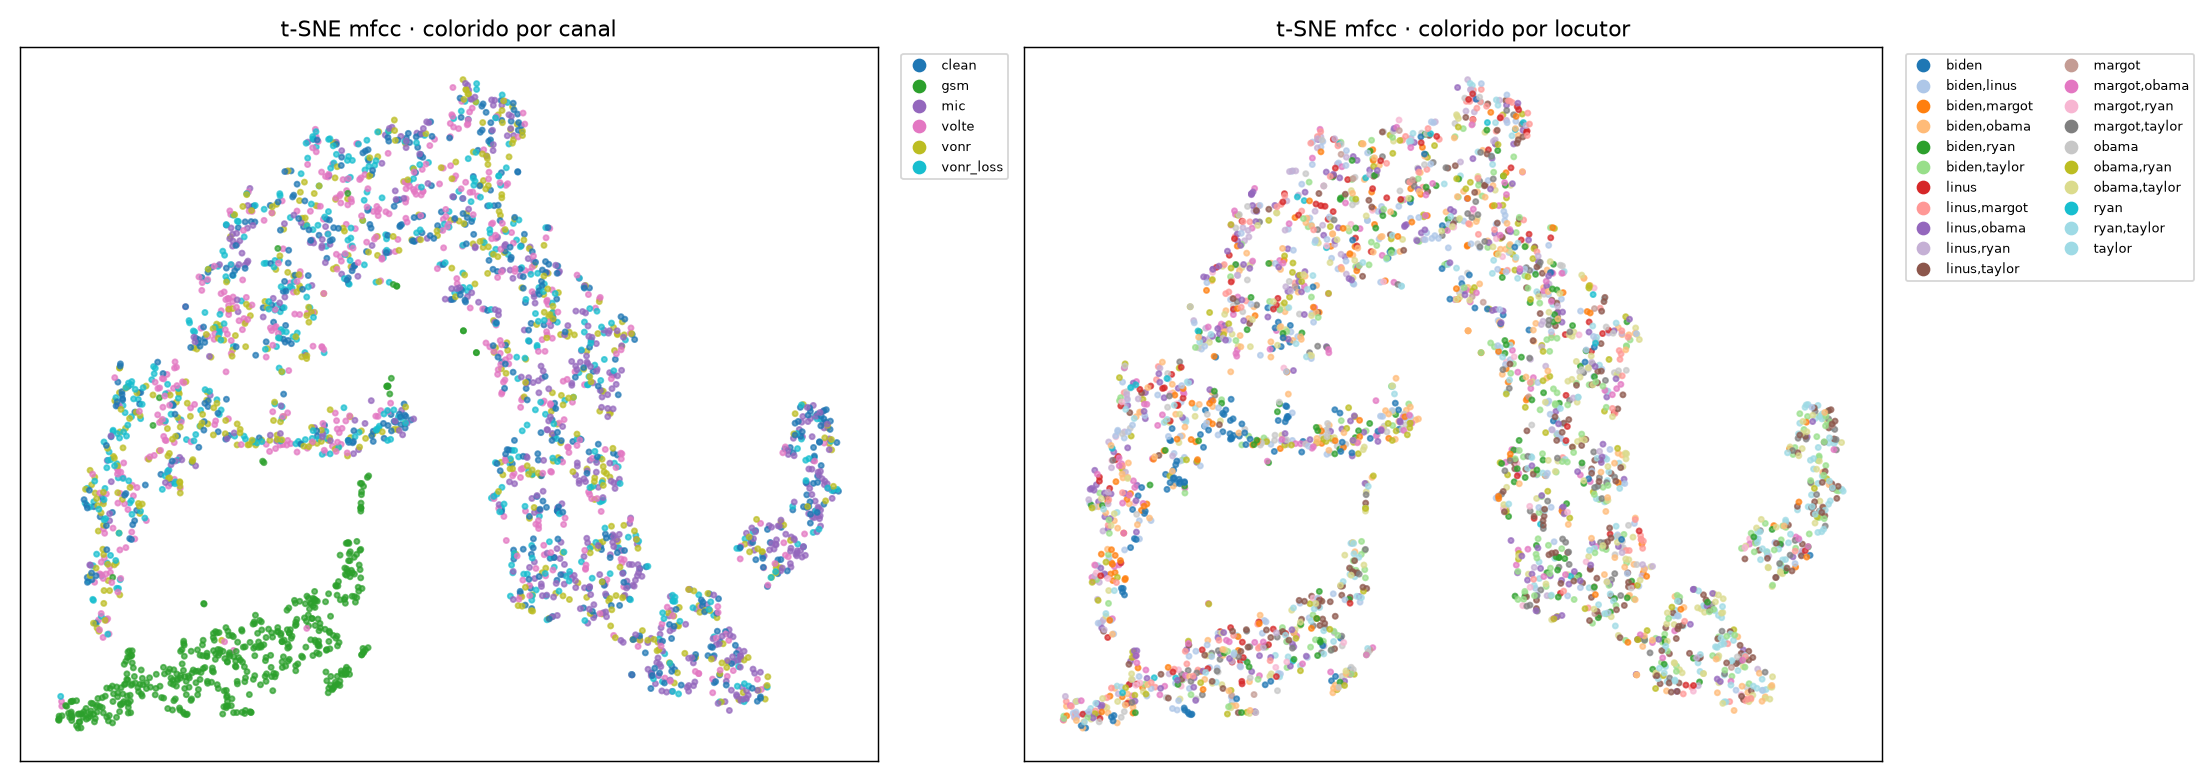 t-SNE mfcc · colorido por canal
clean
gsm
mic
volte
vonr
vonr_loss
t-SNE mfcc · colorido por locutor
biden
biden,linus
biden,margot
biden,obama
biden,ryan
biden,taylor
linus
linus,margot
linus,obama
linus,ryan
linus,taylor
margot
margot,obama
margot,ryan
margot,taylor
obama
obama,ryan
obama,taylor
ryan
ryan,taylor
taylor